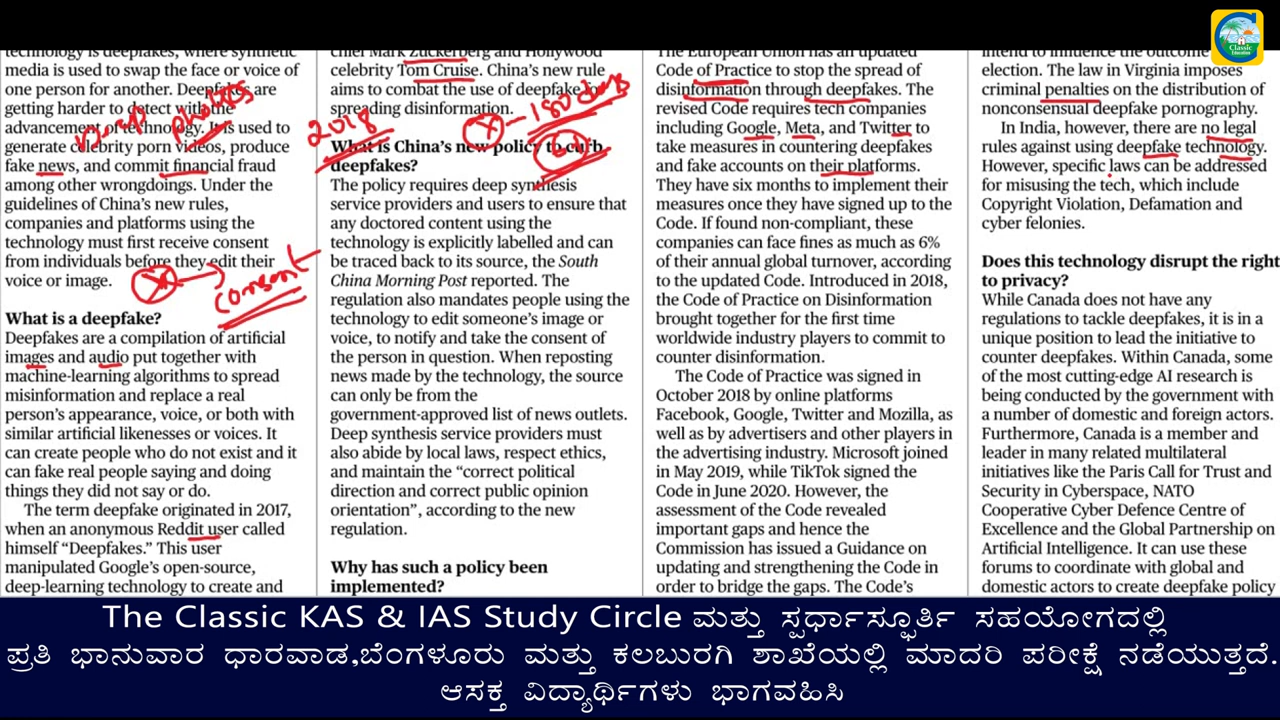 technology is deepfakes, where synthetic
media is used to swap the face or voice of
one person for another. Deepfakes are
getting harder to detect with the
advancement of technology. It is used to
generate celebrity porn videos, produce
fake news, and commit financial fraud
among other wrongdoings. Under the
guidelines of China's new rules,
companies and platforms using the
technology must first receive consent
from individuals before they edit their
voice or image.
consent
What is a deepfake?
Deepfakes are a compilation of artificial
images and audio put together with
machine-learning algorithms to spread
misinformation and replace a real
person's appearance, voice, or both with
similar artificial likenesses or voices. It
can create people who do not exist and it
can fake real people saying and doing
things they did not say or do.
The term deepfake originated in 2017,
when an anonymous Reddit user called
himself “Deepfakes.” This user
manipulated Google's open-source,
deep-learning technology to create and
chief Mark Zuckerberg and Hollywood
celebrity Tom Cruise. China's new rule
aims to combat the use of deepfake for
spreading disinformation.
2018
What is China's new policy to curb
deepfakes?
The policy requires deep synthesis
service providers and users to ensure that
any doctored content using the
technology is explicitly labelled and can
be traced back to its source, the South
China Morning Post reported. The
regulation also mandates people using the
technology to edit someone's image or
voice, to notify and take the consent of
the person in question. When reposting
news made by the technology, the source
can only be from the
government-approved list of news outlets.
Deep synthesis service providers must
also abide by local laws, respect ethics,
and maintain the “correct political
direction and correct public opinion
orientation”, according to the new
regulation.
Why has such a policy been
implemented?
The European Union has an updated
Code of Practice to stop the spread of
disinformation through deepfakes. The
revised Code requires tech companies
including Google, Meta, and Twitter to
take measures in countering deepfakes
and fake accounts on their platforms.
They have six months to implement their
measures once they have signed up to the
Code. If found non-compliant, these
companies can face fines as much as 6%
of their annual global turnover, according
to the updated Code. Introduced in 2018,
the Code of Practice on Disinformation
brought together for the first time
worldwide industry players to commit to
counter disinformation.
The Code of Practice was signed in
October 2018 by online platforms
Facebook, Google, Twitter and Mozilla, as
well as by advertisers and other players in
the advertising industry. Microsoft joined
in May 2019, while TikTok signed the
Code in June 2020. However, the
assessment of the Code revealed
important gaps and hence the
Commission has issued a Guidance on
updating and strengthening the Code in
order to bridge the gaps. The Code's
intend to influence the outcome
election. The law in Virginia imposes
criminal penalties on the distribution of
nonconsensual deepfake pornography.
In India, however, there are no legal
rules against using deepfake technology.
However, specific laws can be addressed
for misusing the tech, which include
Copyright Violation, Defamation and
cyber felonies.
Does this technology disrupt the right
to privacy?
While Canada does not have any
regulations to tackle deepfakes, it is in a
unique position to lead the initiative to
counter deepfakes. Within Canada, some
of the most cutting-edge AI research is
being conducted by the government with
a number of domestic and foreign actors.
Furthermore, Canada is a member and
leader in many related multilateral
initiatives like the Paris Call for Trust and
Security in Cyberspace, NATO
Cooperative Cyber Defence Centre of
Excellence and the Global Partnership on
Artificial Intelligence. It can use these
forums to coordinate with global and
domestic actors to create deepfake policy
Classic
Education
The Classic KAS & IAS Study Circle ಮತ್ತು ಸ್ಪರ್ಧಾಸ್ಫೂರ್ತಿ ಸಹಯೋಗದಲ್ಲಿ
ಪ್ರತಿ ಭಾನುವಾರ ಧಾರವಾಡ,ಬೆಂಗಳೂರು ಮತ್ತು ಕಲಬುರಗಿ ಶಾಖೆಯಲ್ಲಿ ಮಾದರಿ ಪರೀಕ್ಷೆ ನಡೆಯುತ್ತದೆ.
ಆಸಕ್ತ ವಿದ್ಯಾರ್ಥಿಗಳು ಭಾಗವಹಿಸಿ